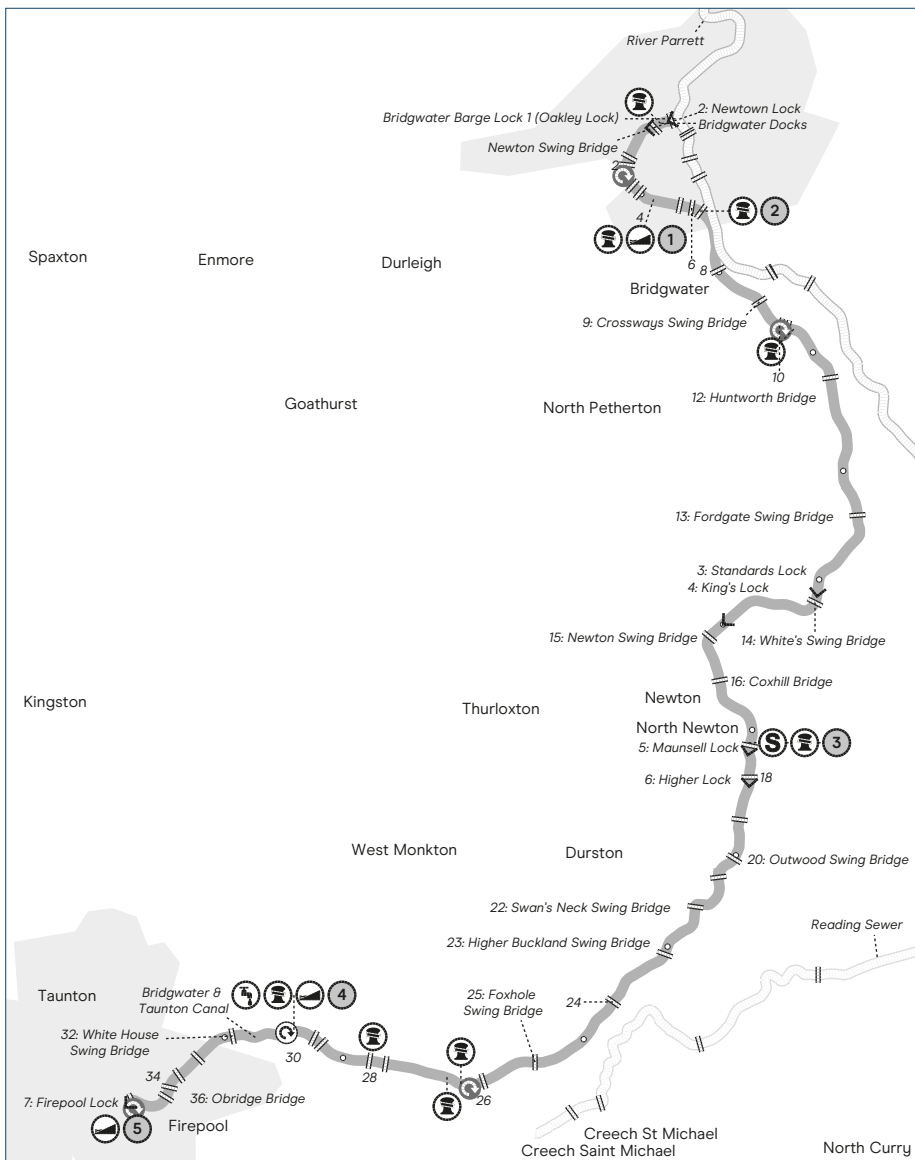 River Parrett
2: Newtown Lock
Bridgwater Barge Lock 1 (Oakley Lock)
Bridgwater Docks
Newton Swing Bridge
2
4
2
1
6
8
Spaxton
Enmore
Durleigh
Bridgwater
9: Crossways Swing Bridge
10
Goathurst
North Petherton
12: Huntworth Bridge
13: Fordgate Swing Bridge
3: Standards Lock
4: King's Lock
15: Newton Swing Bridge
14: White's Swing Bridge
16: Coxhill Bridge
Kingston
Thurloxton
Newton
North Newton
5: Maunsell Lock
S
3
6: Higher Lock
18
West Monkton
Durston
20: Outwood Swing Bridge
22: Swan's Neck Swing Bridge
23: Higher Buckland Swing Bridge
Reading Sewer
Taunton
Bridgwater &
Taunton Canal
4
25: Foxhole
Swing Bridge
24
32: White House
Swing Bridge
30
28
26
34
7: Firepool Lock
36: Obridge Bridge
5
Firepool
Creech St Michael
Creech Saint Michael
North Curry